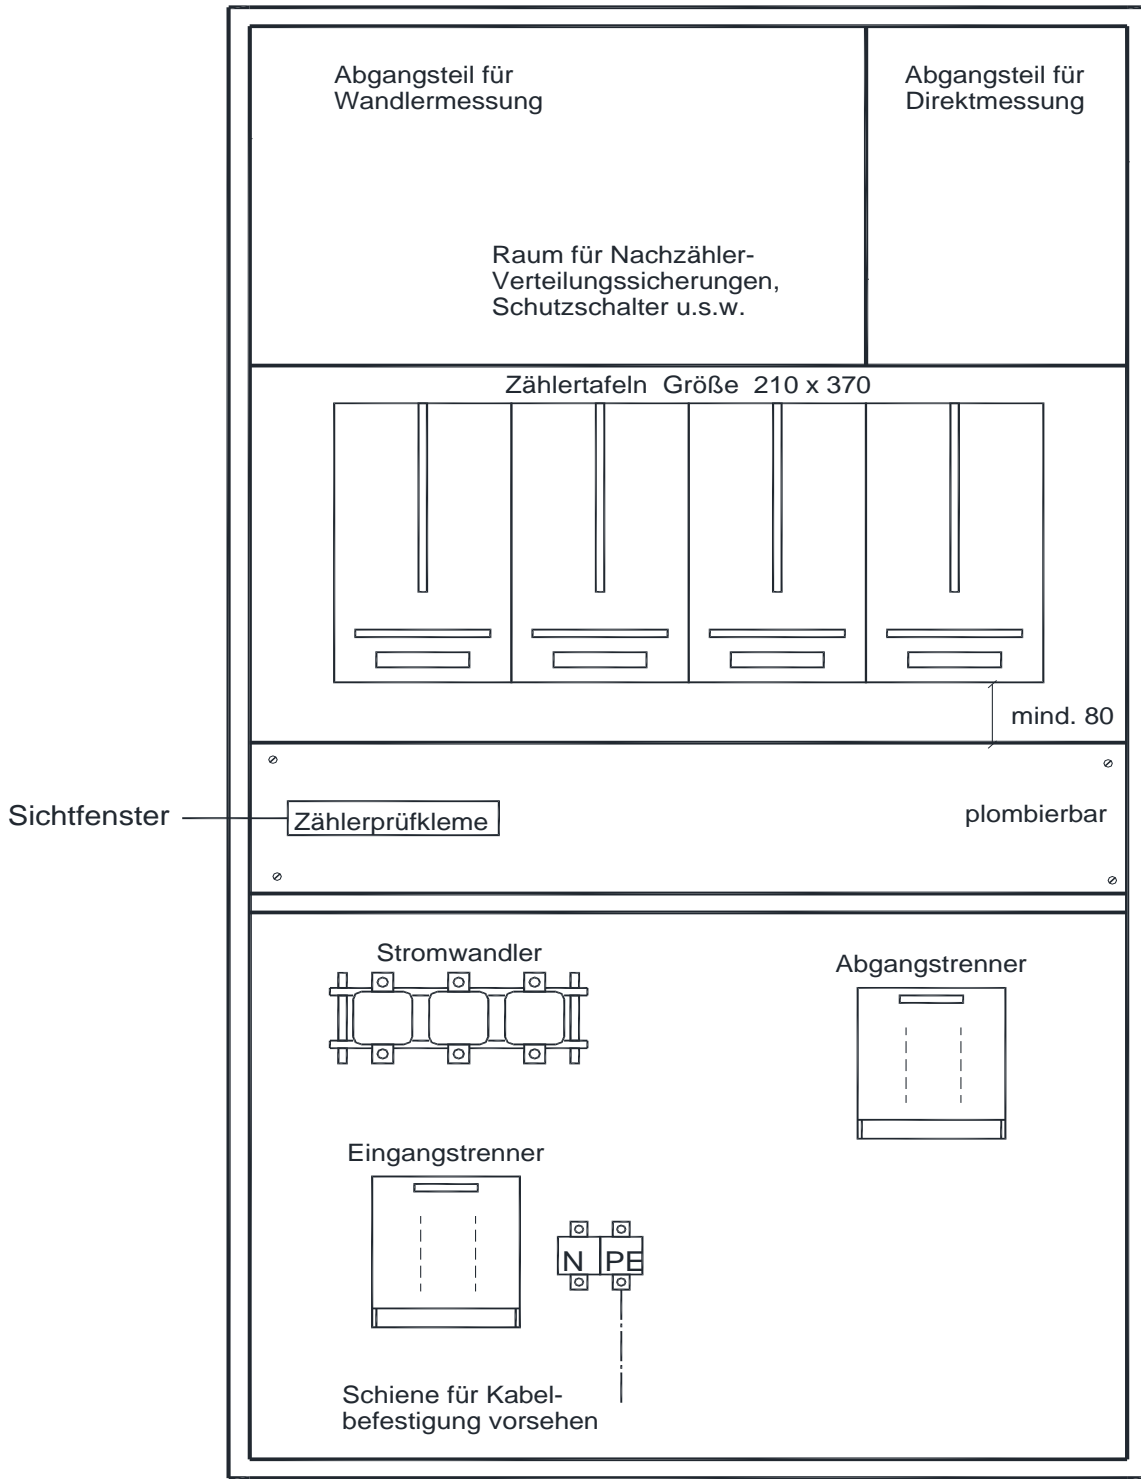 Abgangsteil für
Wandlermessung
Abgangsteil für
Direktmessung
Raum für Nachzähler-
Verteilungssicherungen,
Schutzschalter u.s.w.
Zählertafeln Größe 210 x 370
mind. 80
Sichtfenster
Zählerprüfkleme
plombierbar
Stromwandler
Abgangstrenner
Eingangstrenner
N PE
Schiene für Kabel-
befestigung vorsehen